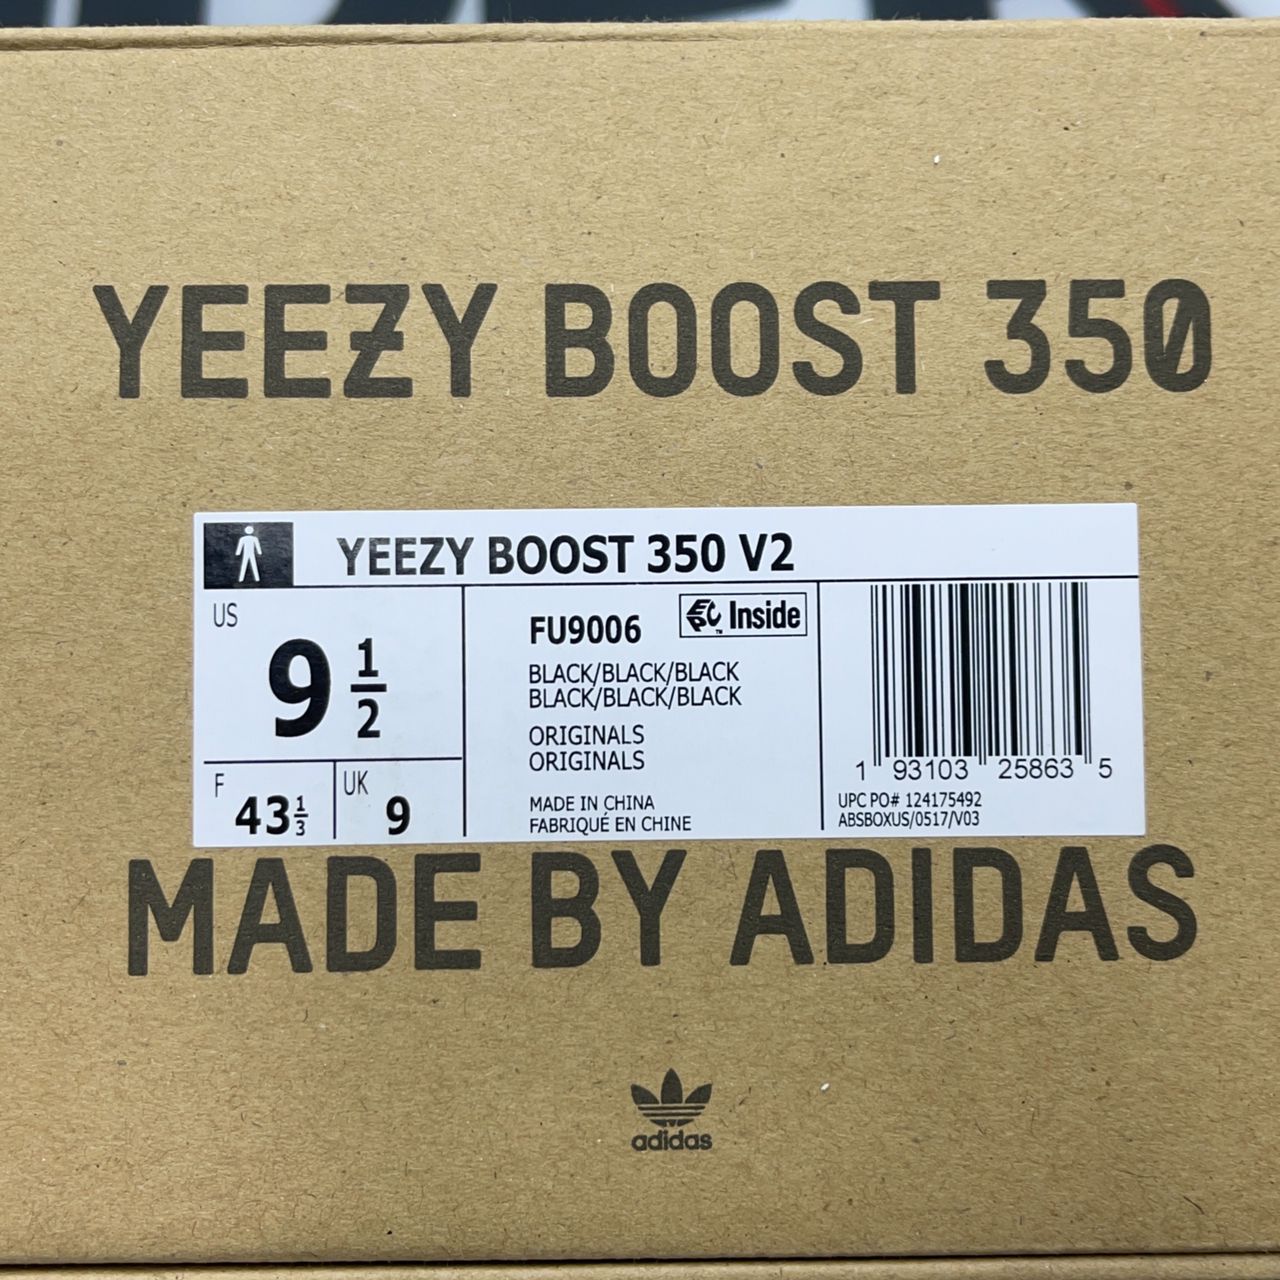 YEEZY BOOST 350
YEEZY BOOST 350 V2
US
9 1/2
F
43 1/3
UK
9
FU9006
EPC Inside
™
BLACK/BLACK/BLACK
BLACK/BLACK/BLACK
ORIGINALS
ORIGINALS
MADE IN CHINA
FABRIQUÉ EN CHINE
1 93103 25863 5
UPC PO# 124175492
ABSBOXUS/0517/V03
MADE BY ADIDAS
adidas